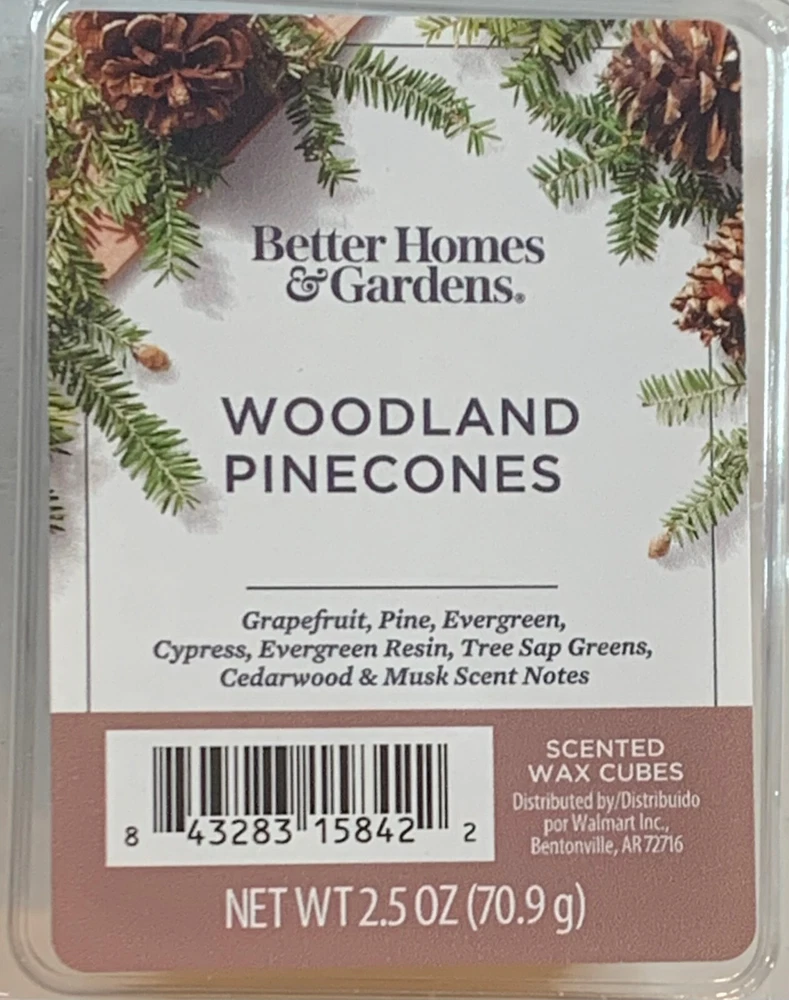 Better Homes
& Gardens®
WOODLAND
PINECONES
Grapefruit, Pine, Evergreen,
Cypress, Evergreen Resin, Tree Sap Greens,
Cedarwood & Musk Scent Notes
SCENTED
WAX CUBES
Distributed by/Distribuido
por Walmart Inc.,
Bentonville, AR 72716
8 43283 15842 2
NET WT 2.5 OZ (70.9 g)